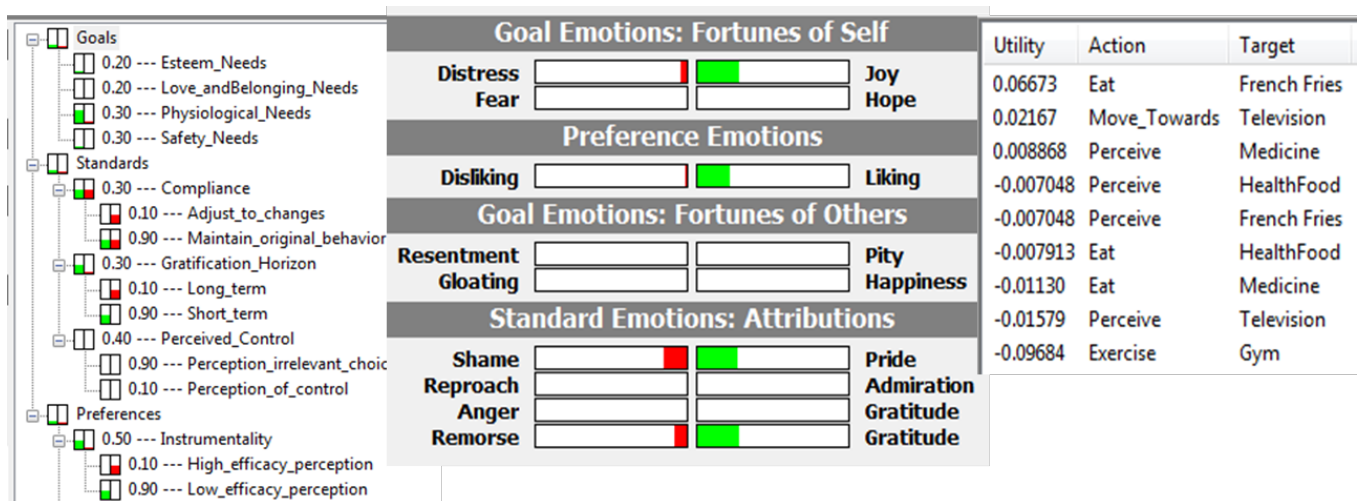 Goals
0.20 --- Esteem_Needs
0.20 --- Love_andBelonging_Needs
0.30 --- Physiological_Needs
0.30 --- Safety_Needs
Standards
0.30 --- Compliance
0.10 --- Adjust_to_changes
0.90 --- Maintain_original_behavior
0.30 --- Gratification_Horizon
0.10 --- Long_term
0.90 --- Short_term
0.40 --- Perceived_Control
0.90 --- Perception_irrelevant_choic
0.10 --- Perception_of_control
Preferences
0.50 --- Instrumentality
0.10 --- High_efficacy_perception
0.90 --- Low_efficacy_perception
Goal Emotions: Fortunes of Self
Distress Joy
Fear Hope
Preference Emotions
Disliking Liking
Goal Emotions: Fortunes of Others
Resentment Pity
Gloating Happiness
Standard Emotions: Attributions
Shame Pride
Reproach Admiration
Anger Gratitude
Remorse Gratitude
Utility Action Target
0.06673 Eat French Fries
0.02167 Move_Towards Television
0.008868 Perceive Medicine
-0.007048 Perceive HealthFood
-0.007048 Perceive French Fries
-0.007913 Eat HealthFood
-0.01130 Eat Medicine
-0.01579 Perceive Television
-0.09684 Exercise Gym